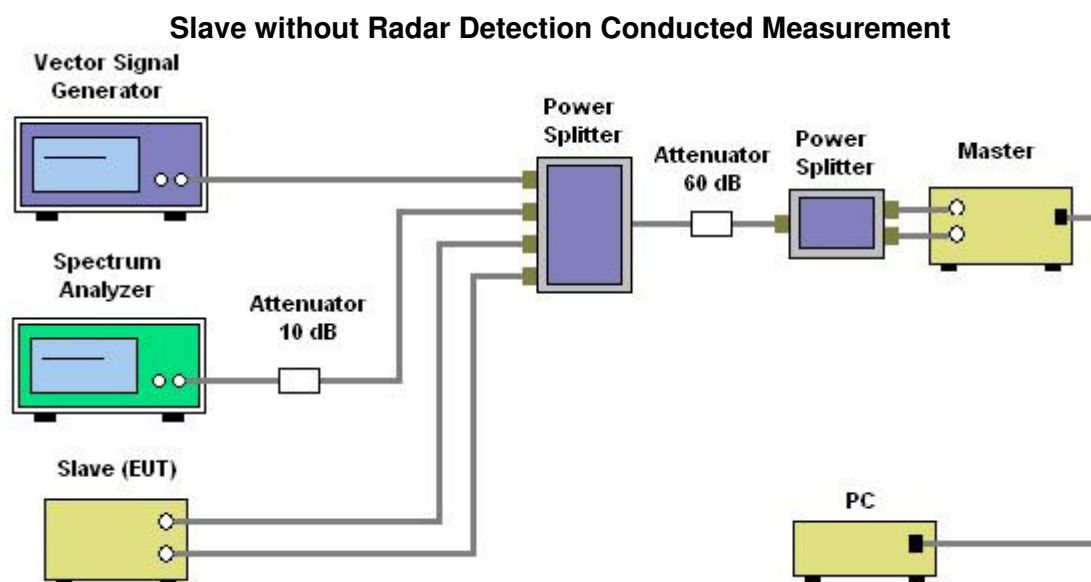 Slave without Radar Detection Conducted Measurement
Vector Signal
Generator
Power
Splitter
Attenuator
60 dB
Power
Splitter
Master
Spectrum
Analyzer
Attenuator
10 dB
Slave (EUT)
PC